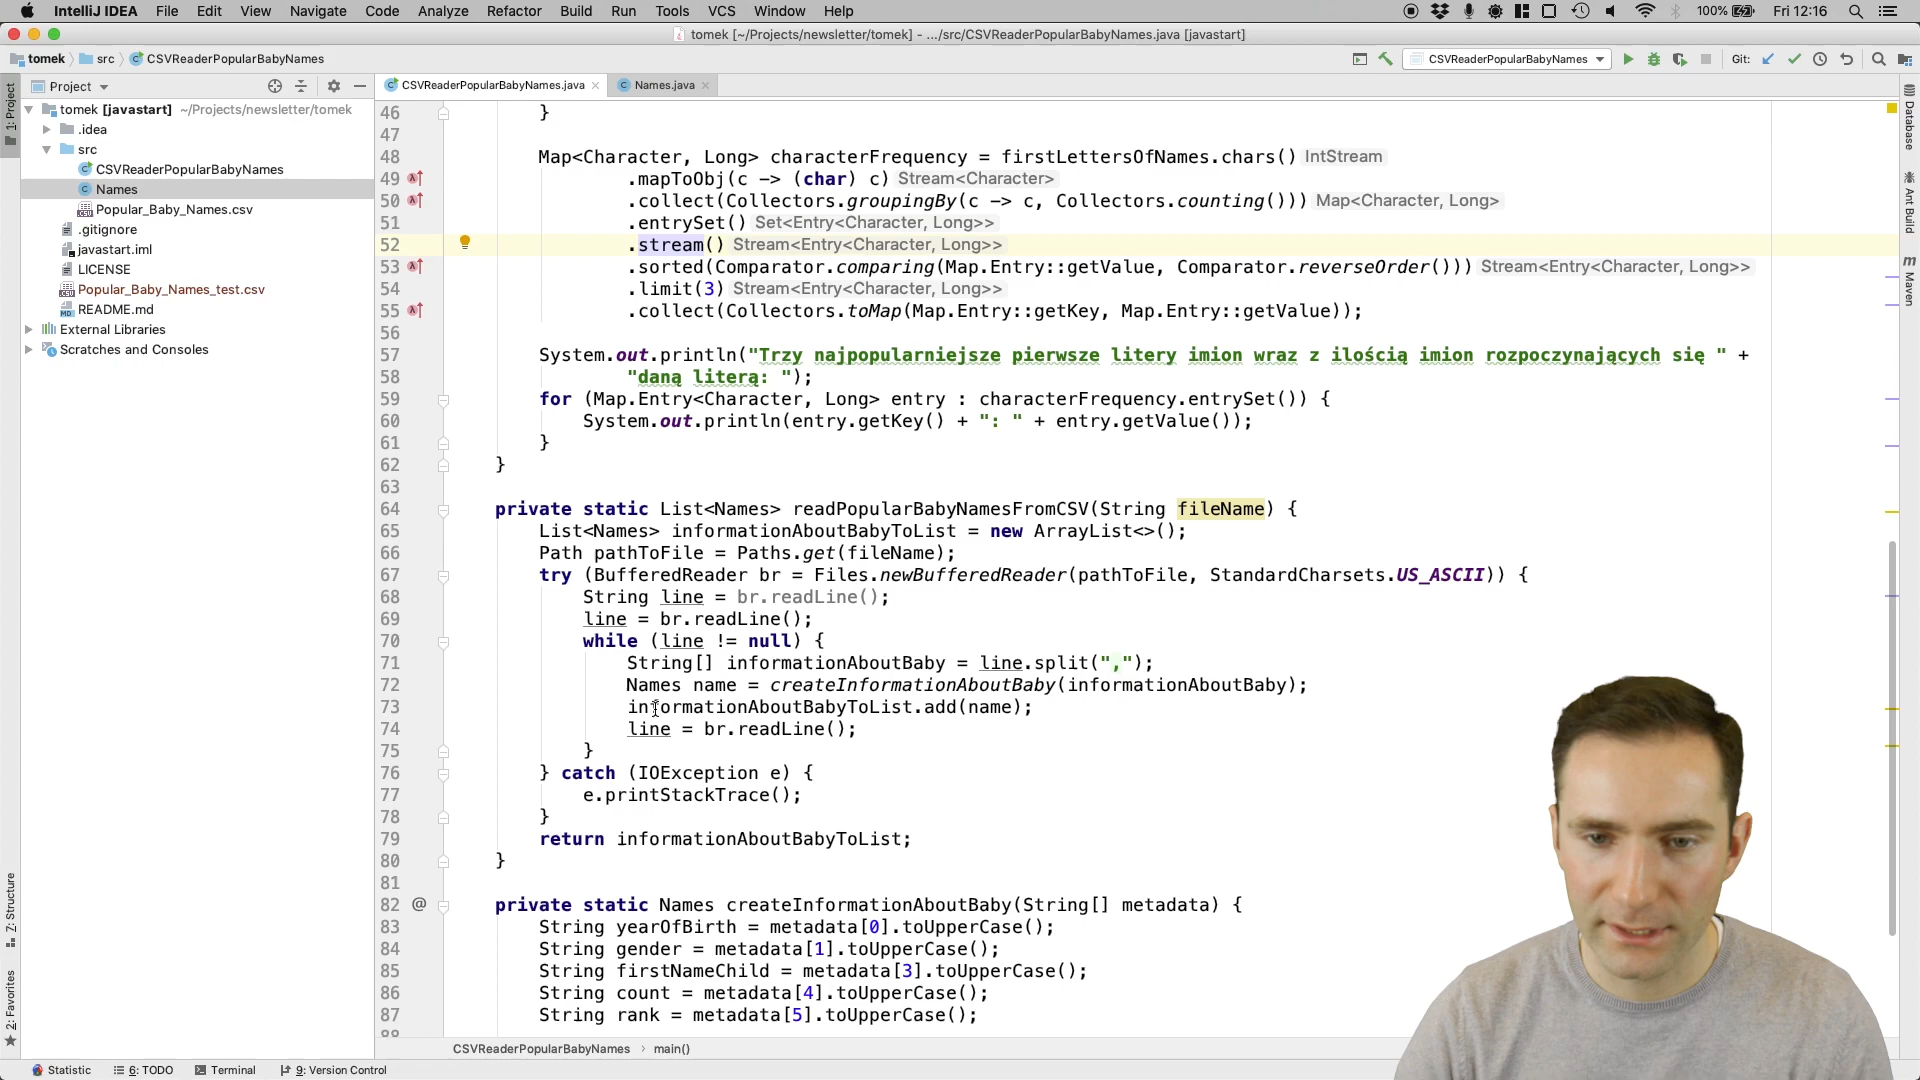 IntelliJ IDEA File Edit View Navigate Code Analyze Refactor Build Run Tools VCS Window Help 100% Fri 12:16
tomek [~/Projects/newsletter/tomek] - .../src/CSVReaderPopularBabyNames.java [javastart]
tomek src CSVReaderPopularBabyNames CSVReaderPopularBabyNames Git:
Project CSVReaderPopularBabyNames.java Names.java
1: Project
tomek [javastart] ~/Projects/newsletter/tomek
.idea
src
CSVReaderPopularBabyNames
Names
Popular_Baby_Names.csv
.gitignore
javastart.iml
LICENSE
Popular_Baby_Names_test.csv
README.md
External Libraries
Scratches and Consoles
46 }
47
48 Map<Character, Long> characterFrequency = firstLettersOfNames.chars() IntStream
49 .mapToObj(c -> (char) c) Stream<Character>
50 .collect(Collectors.groupingBy(c -> c, Collectors.counting())) Map<Character, Long>
51 .entrySet() Set<Entry<Character, Long>>
52 .stream() Stream<Entry<Character, Long>>
53 .sorted(Comparator.comparing(Map.Entry::getValue, Comparator.reverseOrder())) Stream<Entry<Character, Long>>
54 .limit(3) Stream<Entry<Character, Long>>
55 .collect(Collectors.toMap(Map.Entry::getKey, Map.Entry::getValue));
56
57 System.out.println("Trzy najpopularniejsze pierwsze litery imion wraz z ilością imion rozpoczynających się " +
58 "daną literą: ");
59 for (Map.Entry<Character, Long> entry : characterFrequency.entrySet()) {
60 System.out.println(entry.getKey() + ": " + entry.getValue());
61 }
62 }
63
64 private static List<Names> readPopularBabyNamesFromCSV(String fileName) {
65 List<Names> informationAboutBabyToList = new ArrayList<>();
66 Path pathToFile = Paths.get(fileName);
67 try (BufferedReader br = Files.newBufferedReader(pathToFile, StandardCharsets.US_ASCII)) {
68 String line = br.readLine();
69 line = br.readLine();
70 while (line != null) {
71 String[] informationAboutBaby = line.split(",");
72 Names name = createInformationAboutBaby(informationAboutBaby);
73 informationAboutBabyToList.add(name);
74 line = br.readLine();
75 }
76 } catch (IOException e) {
77 e.printStackTrace();
78 }
79 return informationAboutBabyToList;
80 }
81
82 @ private static Names createInformationAboutBaby(String[] metadata) {
83 String yearOfBirth = metadata[0].toUpperCase();
84 String gender = metadata[1].toUpperCase();
85 String firstNameChild = metadata[3].toUpperCase();
86 String count = metadata[4].toUpperCase();
87 String rank = metadata[5].toUpperCase();
88
Database
Ant Build
Maven
Z: Structure
2: Favorites
CSVReaderPopularBabyNames › main()
Statistic 6: TODO Terminal 9: Version Control